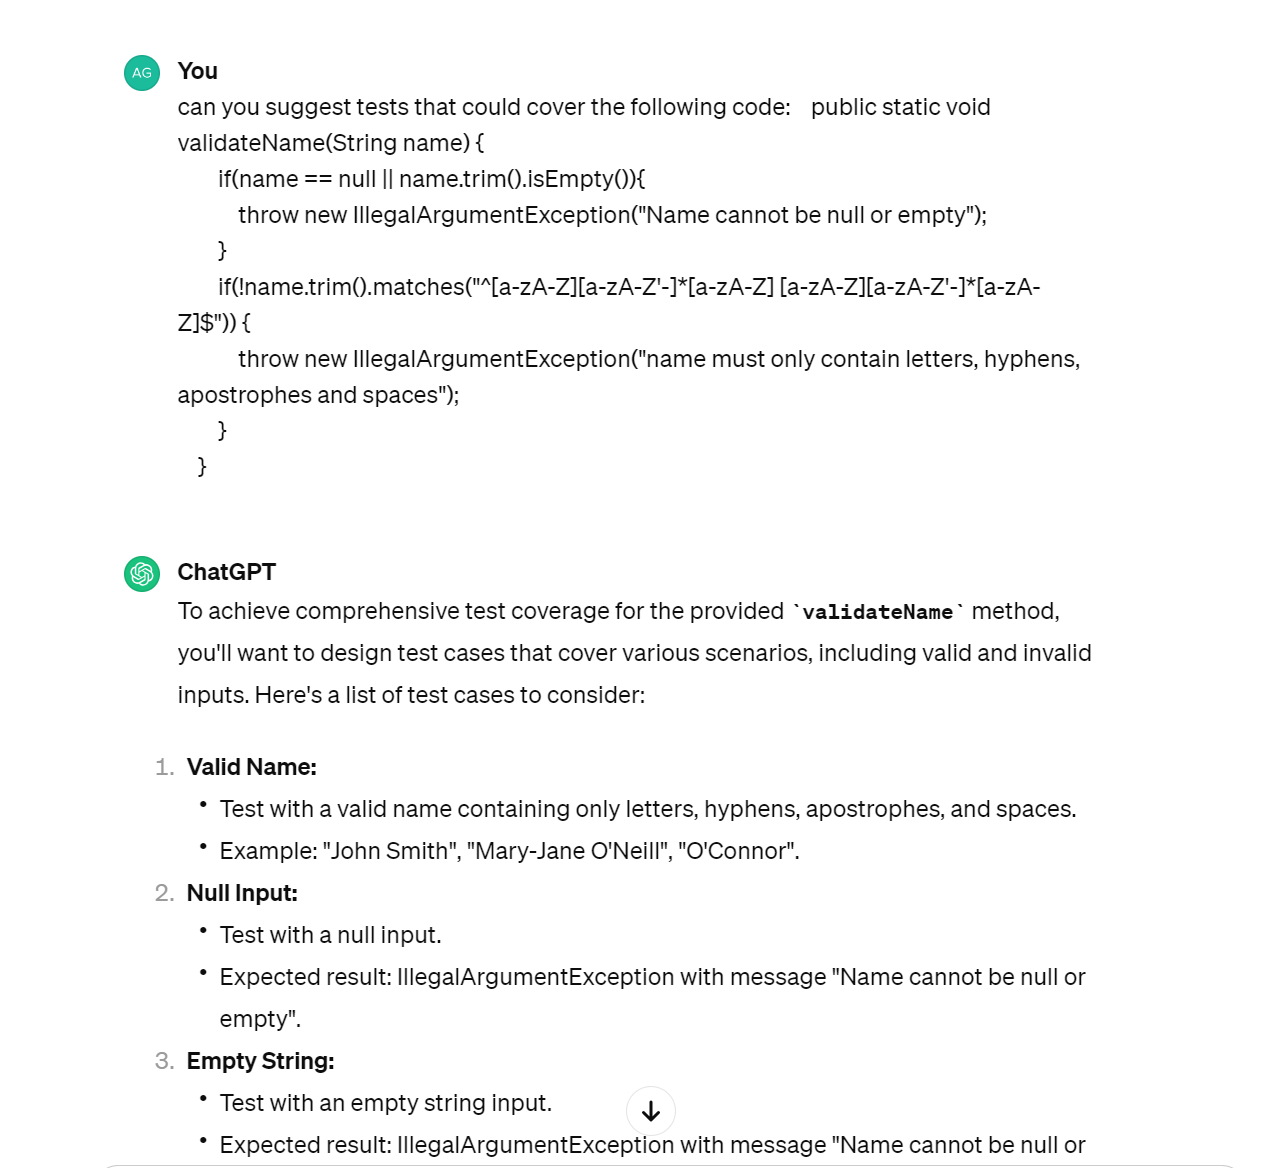 AG You
can you suggest tests that could cover the following code:    public static void
validateName(String name) {
if(name == null || name.trim().isEmpty()){
throw new IllegalArgumentException("Name cannot be null or empty");
}
if(!name.trim().matches("^[a-zA-Z][a-zA-Z'-]*[a-zA-Z] [a-zA-Z][a-zA-Z'-]*[a-zA-
Z]$")) {
throw new IllegalArgumentException("name must only contain letters, hyphens,
apostrophes and spaces");
}
}
ChatGPT
To achieve comprehensive test coverage for the provided `validateName` method,
you'll want to design test cases that cover various scenarios, including valid and invalid
inputs. Here's a list of test cases to consider:
1. Valid Name:
• Test with a valid name containing only letters, hyphens, apostrophes, and spaces.
• Example: "John Smith", "Mary-Jane O'Neill", "O'Connor".
2. Null Input:
• Test with a null input.
• Expected result: IllegalArgumentException with message "Name cannot be null or
empty".
3. Empty String:
• Test with an empty string input.
• Expected result: IllegalArgumentException with message "Name cannot be null or